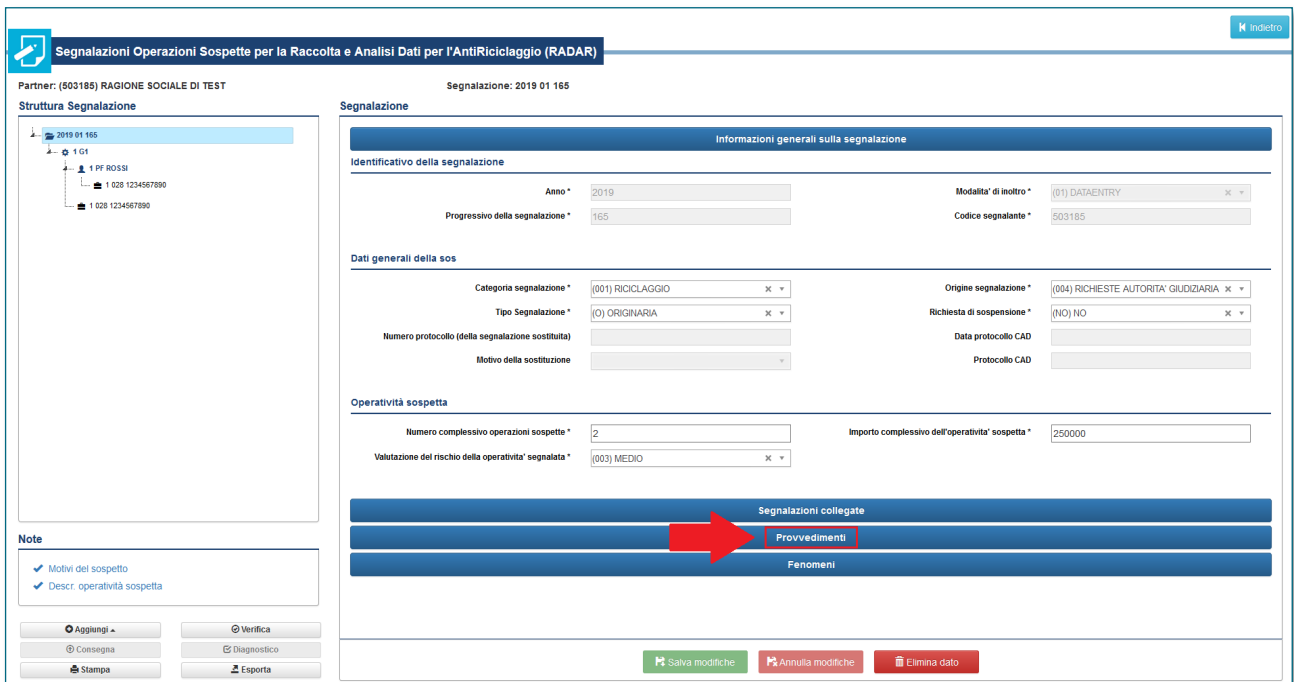 Indietro
Segnalazioni Operazioni Sospette per la Raccolta e Analisi Dati per l'AntiRiciclaggio (RADAR)
Partner: (503185) RAGIONE SOCIALE DI TEST
Segnalazione: 2019 01 165
Struttura Segnalazione
2019 01 165
1 G1
1 PF ROSSI
1 028 1234567890
1 028 1234567890
Note
Motivi del sospetto
Descr. operatività sospetta
Aggiungi
Verifica
Consegna
Diagnostico
Stampa
Esporta
Segnalazione
Informazioni generali sulla segnalazione
Identificativo della segnalazione
Anno * 2019
Modalita' di inoltro * (01) DATAENTRY
Progressivo della segnalazione * 165
Codice segnalante * 503185
Dati generali della sos
Categoria segnalazione * (001) RICICLAGGIO
Origine segnalazione * (004) RICHIESTE AUTORITA' GIUDIZIARIA
Tipo Segnalazione * (O) ORIGINARIA
Richiesta di sospensione * (NO) NO
Numero protocollo (della segnalazione sostituita)
Data protocollo CAD
Motivo della sostituzione
Protocollo CAD
Operatività sospetta
Numero complessivo operazioni sospette * 2
Importo complessivo dell'operativita' sospetta * 250000
Valutazione del rischio della operativita' segnalata * (003) MEDIO
Segnalazioni collegate
Provvedimenti
Fenomeni
Salva modifiche
Annulla modifiche
Elimina dato